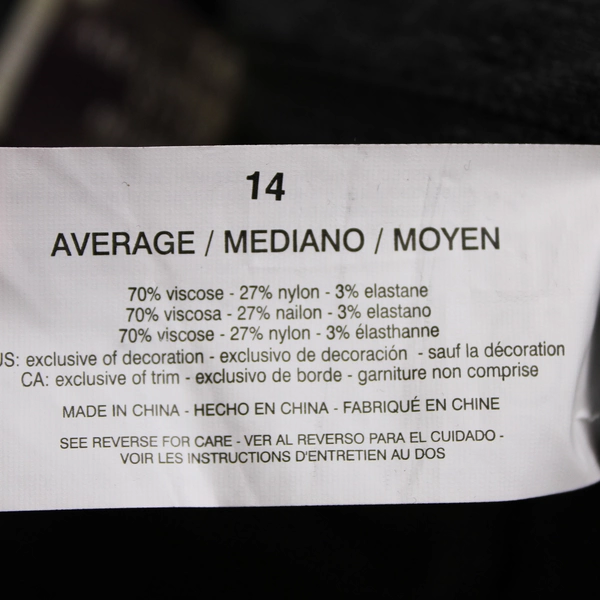 14
AVERAGE / MEDIANO / MOYEN
70% viscose - 27% nylon - 3% elastane
70% viscosa - 27% nailon - 3% elastano
70% viscose - 27% nylon - 3% élasthanne
US: exclusive of decoration - exclusivo de decoración - sauf la décoration
CA: exclusive of trim - exclusivo de borde - garniture non comprise
MADE IN CHINA - HECHO EN CHINA - FABRIQUÉ EN CHINE
SEE REVERSE FOR CARE - VER AL REVERSO PARA EL CUIDADO -
VOIR LES INSTRUCTIONS D'ENTRETIEN AU DOS